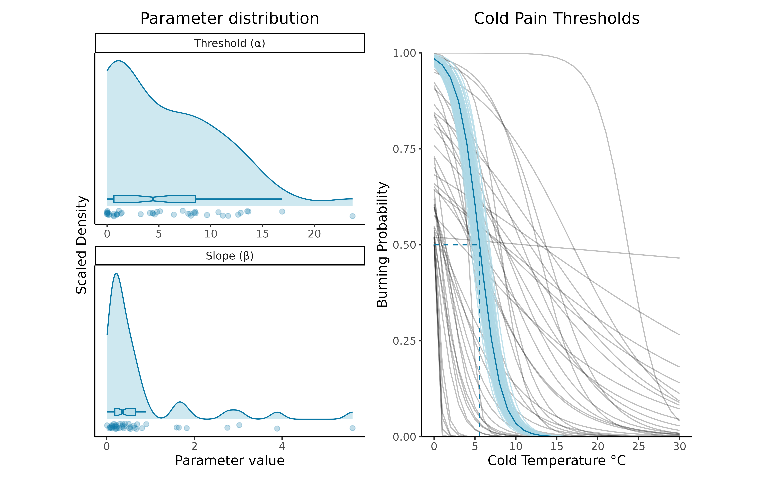 Parameter distribution
Threshold (α)
0 5 10 15 20
Slope (β)
0 2 4
Parameter value
Scaled Density
Cold Pain Thresholds
1.00
0.75
0.50
0.25
0.00
0 5 10 15 20 25 30
Cold Temperature °C
Burning Probability